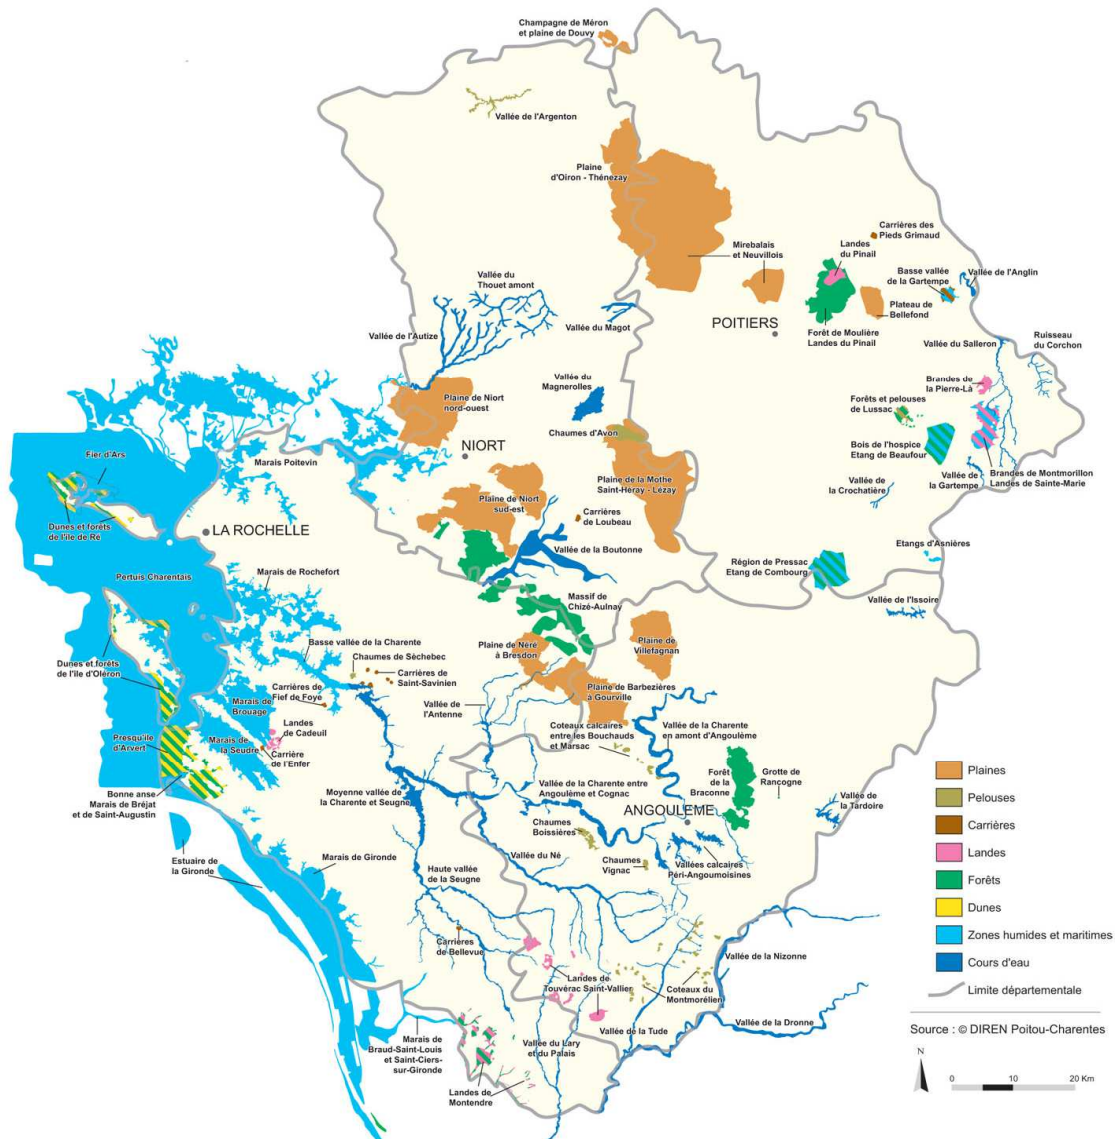 Champagne de Méron
et plaine de Douvy
Vallée de l'Argenton
Plaine
d'Oiron - Thénezay
Carrières des
Pieds Grimaud
Mirebalais
et Neuvillois
Landes
du Pinail
Basse vallée
de la Gartempe
Vallée de l'Anglin
Vallée du
Thouet amont
Plateau de
Bellefond
Vallée de l'Autize
Vallée du Magot
POITIERS
Forêt de Moulière
Landes du Pinail
Vallée du Salleron
Ruisseau
du Corchon
Vallée du
Magnerolles
Brandes de
la Pierre-Là
Plaine de Niort
nord-ouest
Forêts et pelouses
de Lussac
Chaumes d'Avon
NIORT
Bois de l'hospice
Etang de Beaufour
Fier d'Ars
Marais Poitevin
Plaine de la Mothe
Saint-Héray - Lézay
Vallée de
la Gartempe
Brandes de Montmorillon
Landes de Sainte-Marie
Vallée de
la Crochatière
Plaine de Niort
sud-est
Carrières
de Loubeau
Dunes et forêts
de l'île de Ré
LA ROCHELLE
Vallée de la Boutonne
Etangs d'Asnières
Région de Pressac
Etang de Combourg
Pertuis Charentais
Marais de Rochefort
Massif de
Chizé-Aulnay
Vallée de l'Issoire
Basse vallée de la Charente
Plaine de Néré
à Bresdon
Plaine de
Villefagnan
Chaumes de Sèchebec
Dunes et forêts
de l'île d'Oléron
Carrières de
Saint-Savinien
Carrières de
Fief de Foye
Plaine de Barbezières
à Gourville
Marais de
Brouage
Vallée de
l'Antenne
Landes
de Cadeuil
Coteaux calcaires
entre les Bouchauds
et Marsac
Vallée de la Charente
en amont d'Angoulême
Presqu'île
d'Arvert
Marais de
la Seudre
Carrière
de l'Enfer
Forêt
de la
Braconne
Grotte de
Rancogne
Plaines
Bonne anse
Marais de Bréjat
et de Saint-Augustin
Moyenne vallée de
la Charente et Seugne
Vallée de la Charente entre
Angoulême et Cognac
Vallée de
la Tardoire
Pelouses
ANGOULEME
Carrières
Chaumes
Boissières
Landes
Estuaire de
la Gironde
Marais de Gironde
Vallée du Né
Chaumes
Vignac
Vallées calcaires
Péri-Angoumoisines
Haute vallée
de la Seugne
Forêts
Dunes
Zones humides et maritimes
Carrières
de Bellevue
Vallée de la Nizonne
Cours d'eau
Landes de
Touvérac Saint-Vallier
Coteaux du
Montmorélien
Limite départementale
Vallée de la Tude
Vallée de la Dronne
Source : © DIREN Poitou-Charentes
Marais de
Braud-Saint-Louis
et Saint-Ciers-
sur-Gironde
Vallée du Lary
et du Palais
Landes de
Montendre
N
0 10 20 Km